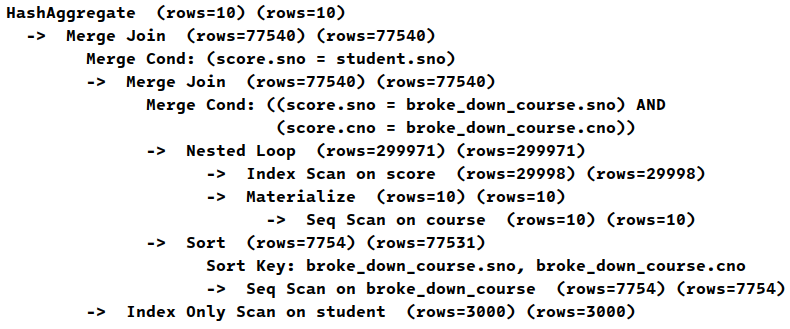 HashAggregate  (rows=10) (rows=10)
  ->  Merge Join  (rows=77540) (rows=77540)
        Merge Cond: (score.sno = student.sno)
        ->  Merge Join  (rows=77540) (rows=77540)
              Merge Cond: ((score.sno = broke_down_course.sno) AND
                           (score.cno = broke_down_course.cno))
              ->  Nested Loop  (rows=299971) (rows=299971)
                    ->  Index Scan on score  (rows=29998) (rows=29998)
                    ->  Materialize  (rows=10) (rows=10)
                          ->  Seq Scan on course  (rows=10) (rows=10)
              ->  Sort  (rows=7754) (rows=77531)
                    Sort Key: broke_down_course.sno, broke_down_course.cno
                    ->  Seq Scan on broke_down_course  (rows=7754) (rows=7754)
        ->  Index Only Scan on student  (rows=3000) (rows=3000)